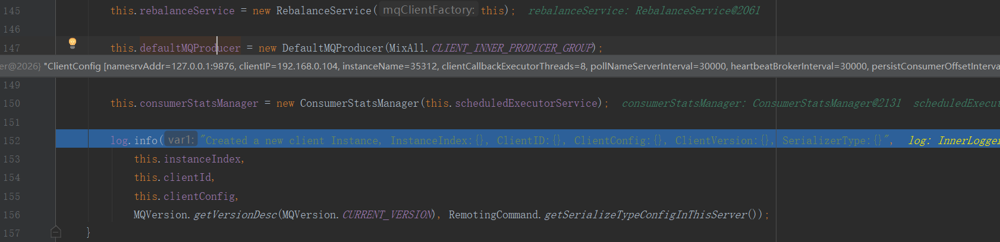 145 this.rebalanceService = new RebalanceService( mqClientFactory: this); rebalanceService: RebalanceService@2061
146
147 this.defaultMQProducer = new DefaultMQProducer(MixAll.CLIENT_INNER_PRODUCER_GROUP);
er@2026} "ClientConfig [namesrvAddr=127.0.0.1:9876, clientIP=192.168.0.104, instanceName=35312, clientCallbackExecutorThreads=8, pollNameServerInterval=30000, heartbeatBrokerInterval=30000, persistConsumerOffsetInterva
149
150 this.consumerStatsManager = new ConsumerStatsManager(this.scheduledExecutorService); consumerStatsManager: ConsumerStatsManager@2131 scheduledExecut
151
152 log.info( var1: "Created a new client Instance, InstanceIndex:{}, ClientID:{}, ClientConfig:{}, ClientVersion:{}, SerializerType:{}", log: InnerLogger
153 this.instanceIndex,
154 this.clientId,
155 this.clientConfig,
156 MQVersion.getVersionDesc(MQVersion.CURRENT_VERSION), RemotingCommand.getSerializeTypeConfigInThisServer());
157 }